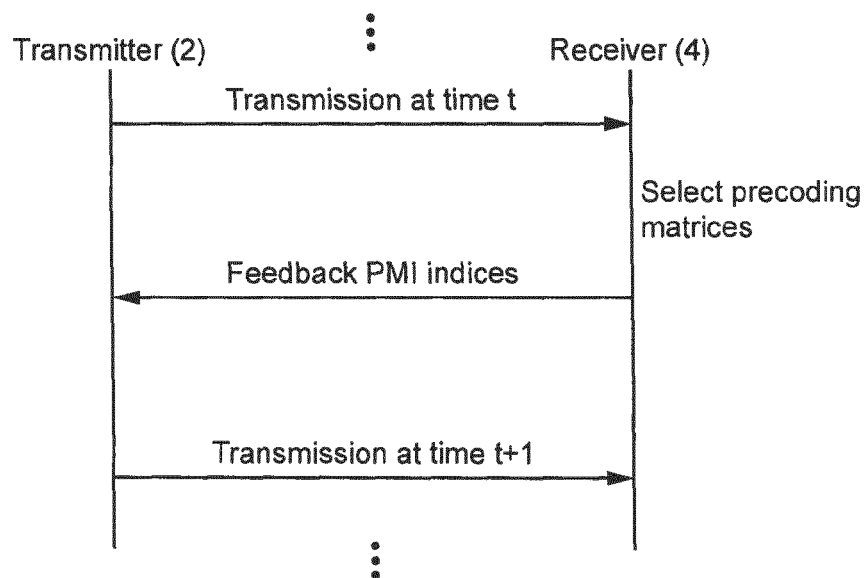 Transmitter (2)
Receiver (4)
Transmission at time t
Select precoding
matrices
Feedback PMI indices
Transmission at time t+1